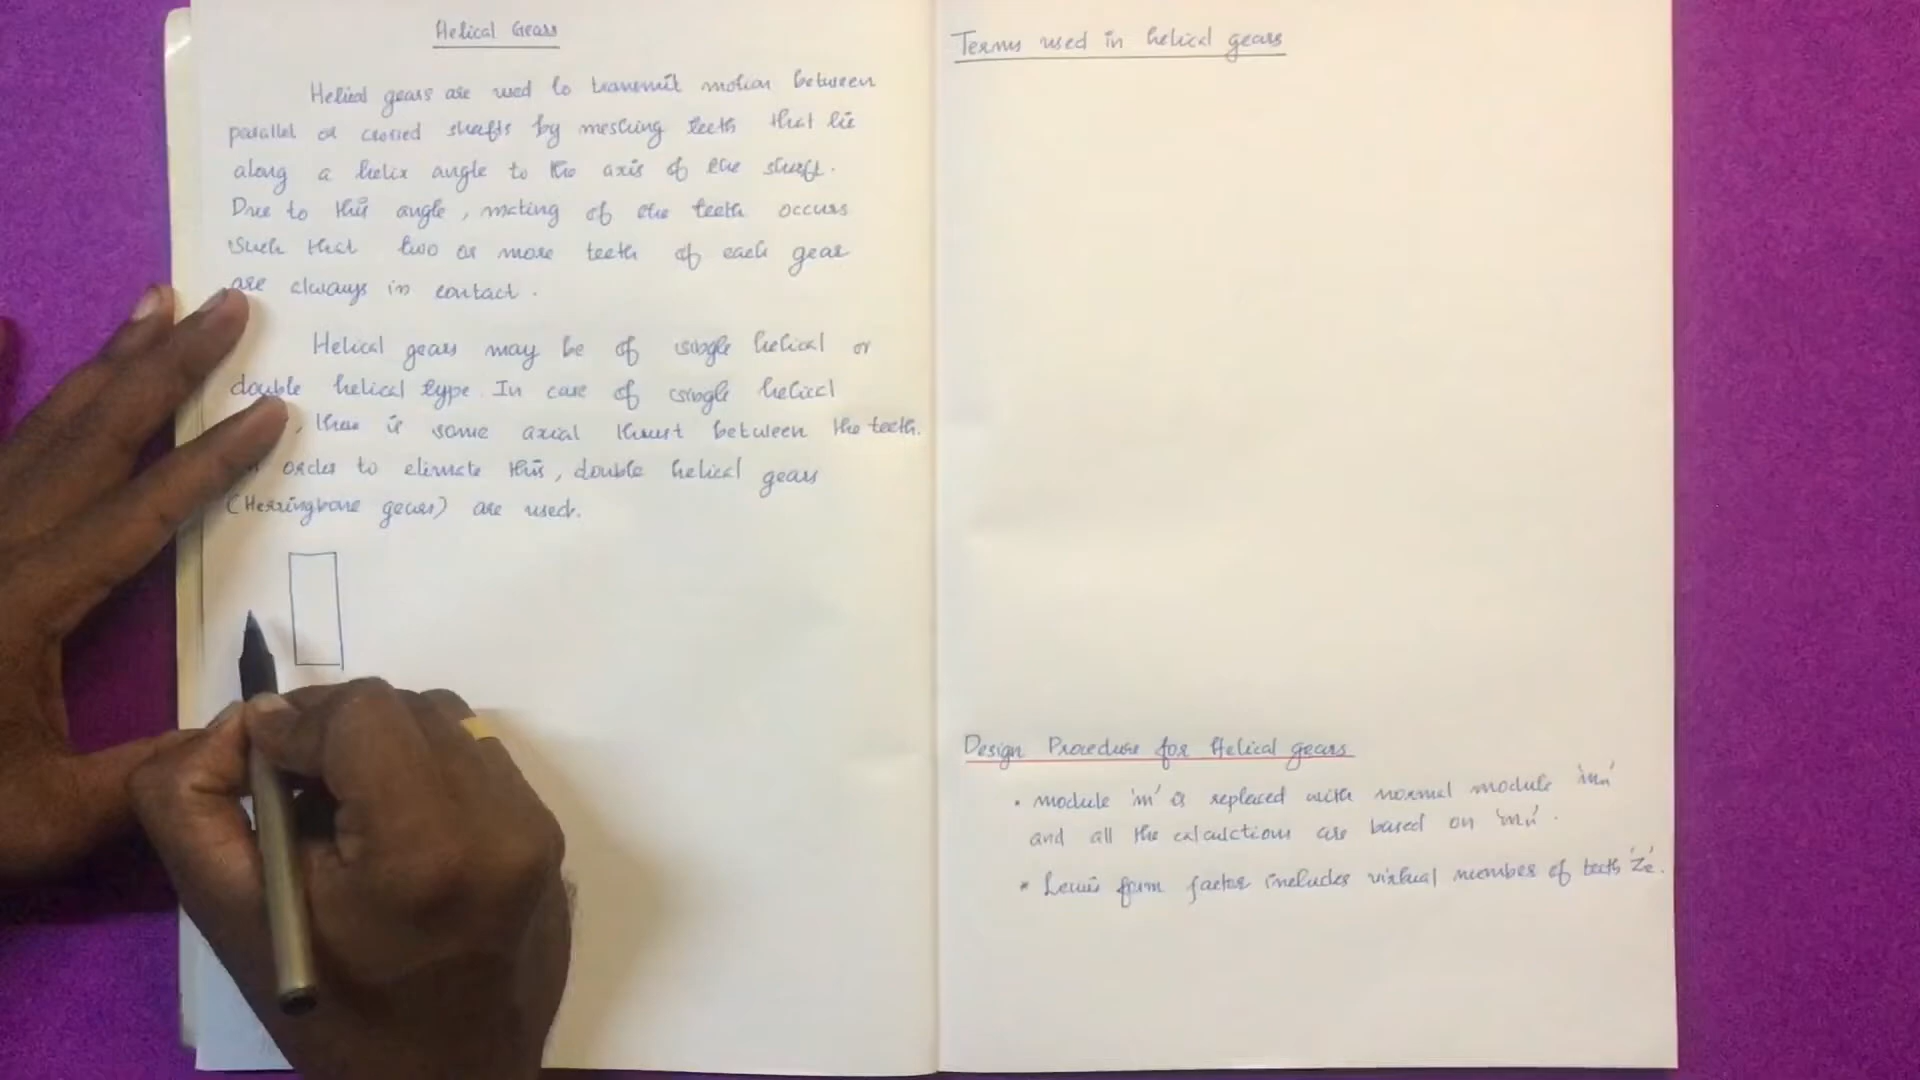 Helical Gears
Helical gears are used to transmit motion between
parallel or crossed shafts by meshing teeth that lie
along a helix angle to the axis of the shaft.
Due to this angle, mating of the teeth occurs
such that two or more teeth of each gear
are always in contact.
Helical gears may be of single helical or
double helical type. In case of single helical
, there is some axial thrust between the teeth.
order to elimate this, double helical gears
(Herringbone gears) are used.
Terms used in helical gears
Design Procedure for Helical gears
• module 'm' is replaced with normal module 'mn'
and all the calculations are based on 'mn'.
• Lewis form factor includes virtual number of teeth 'Ze'.